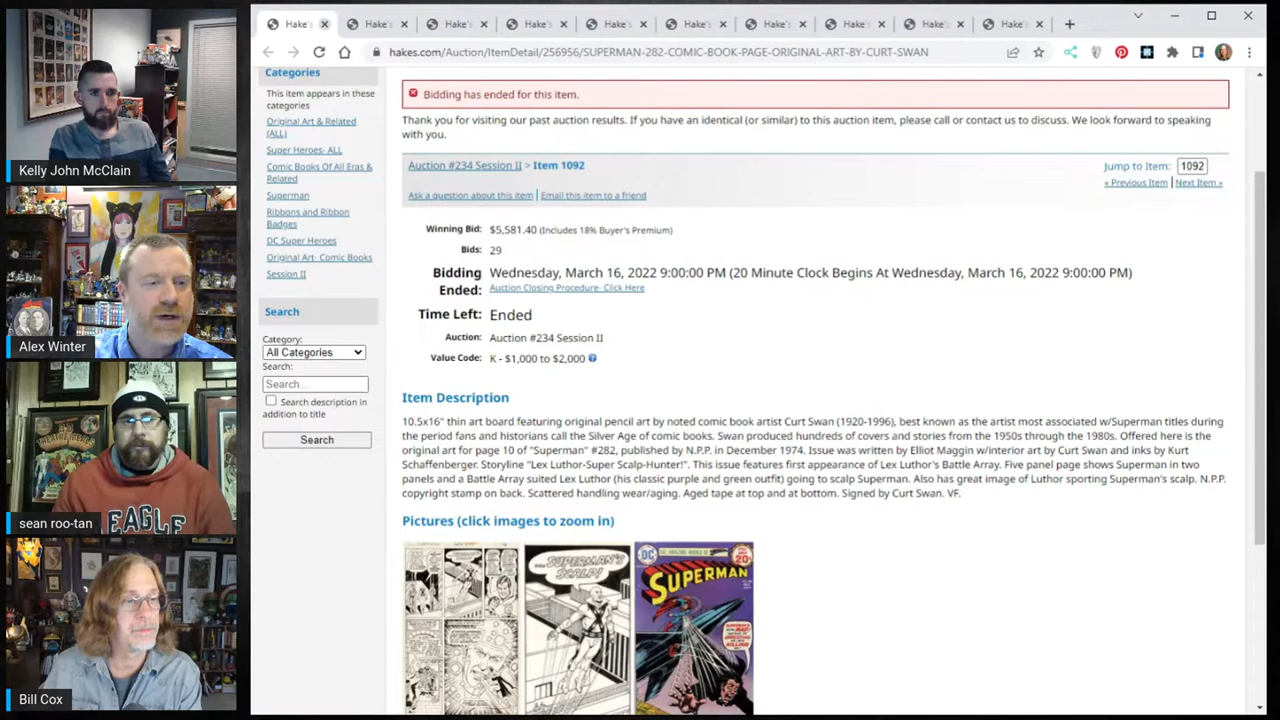 Kelly John McClain
Alex Winter
EAGLE
sean roo-tan
Bill Cox
Hake's
Hake's
Hake's
Hake's
Hake's
Hake's
Hake's
Hake's
Hake's
Hake's
hakes.com/Auction/ItemDetail/256956/SUPERMAN-282-COMIC-BOOK-PAGE-ORIGINAL-ART-BY-CURT-SWAN
Categories
This item appears in these
categories
Original Art & Related
(ALL)
Super Heroes- ALL
Comic Books Of All Eras &
Related
Superman
Ribbons and Ribbon
Badges
DC Super Heroes
Original Art- Comic Books
Session II
Search
Category:
All Categories
Search:
Search...
Search description in
addition to title
Search
Bidding has ended for this item.
Thank you for visiting our past auction results. If you have an identical (or similar) to this auction item, please call or contact us to discuss. We look forward to speaking
with you.
Auction #234 Session II > Item 1092
Jump to Item: 1092
« Previous Item | Next Item »
Ask a question about this item | Email this item to a friend
Winning Bid: $5,581.40 (Includes 18% Buyer's Premium)
Bids: 29
Bidding Ended: Wednesday, March 16, 2022 9:00:00 PM (20 Minute Clock Begins At Wednesday, March 16, 2022 9:00:00 PM)
Auction Closing Procedure- Click Here
Time Left: Ended
Auction: Auction #234 Session II
Value Code: K - $1,000 to $2,000
Item Description
10.5x16" thin art board featuring original pencil art by noted comic book artist Curt Swan (1920-1996), best known as the artist most associated w/Superman titles during
the period fans and historians call the Silver Age of comic books. Swan produced hundreds of covers and stories from the 1950s through the 1980s. Offered here is the
original art for page 10 of "Superman" #282, published by N.P.P. in December 1974. Issue was written by Elliot Maggin w/interior art by Curt Swan and inks by Kurt
Schaffenberger. Storyline "Lex Luthor-Super Scalp-Hunter!". This issue features first appearance of Lex Luthor's Battle Array. Five panel page shows Superman in two
panels and a Battle Array suited Lex Luthor (his classic purple and green outfit) going to scalp Superman. Also has great image of Luthor sporting Superman's scalp. N.P.P.
copyright stamp on back. Scattered handling wear/aging. Aged tape at top and at bottom. Signed by Curt Swan. VF.
Pictures (click images to zoom in)
SUPERMAN'S
SCALP!
DC
20¢
SUPERMAN